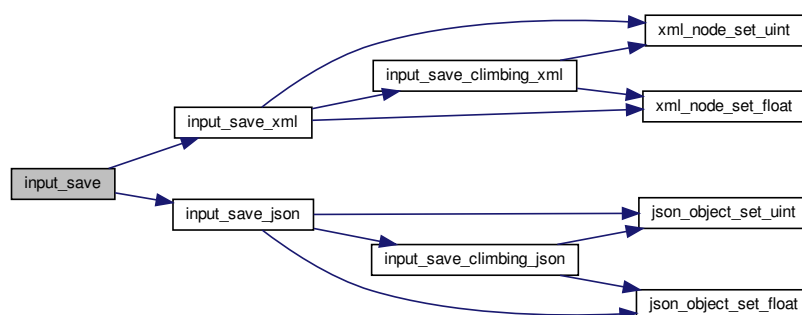 input_save
input_save_xml
input_save_climbing_xml
xml_node_set_uint
xml_node_set_float
input_save_json
input_save_climbing_json
json_object_set_uint
json_object_set_float